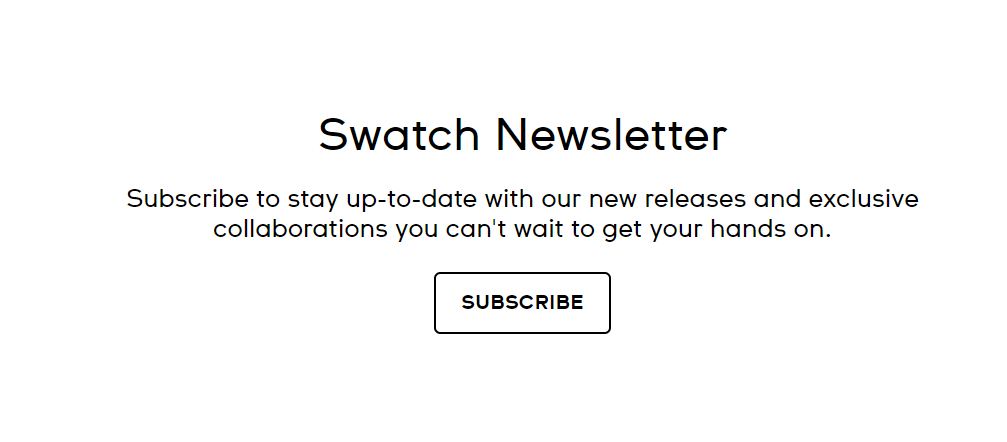 Swatch Newsletter
Subscribe to stay up-to-date with our new releases and exclusive
collaborations you can't wait to get your hands on.
SUBSCRIBE